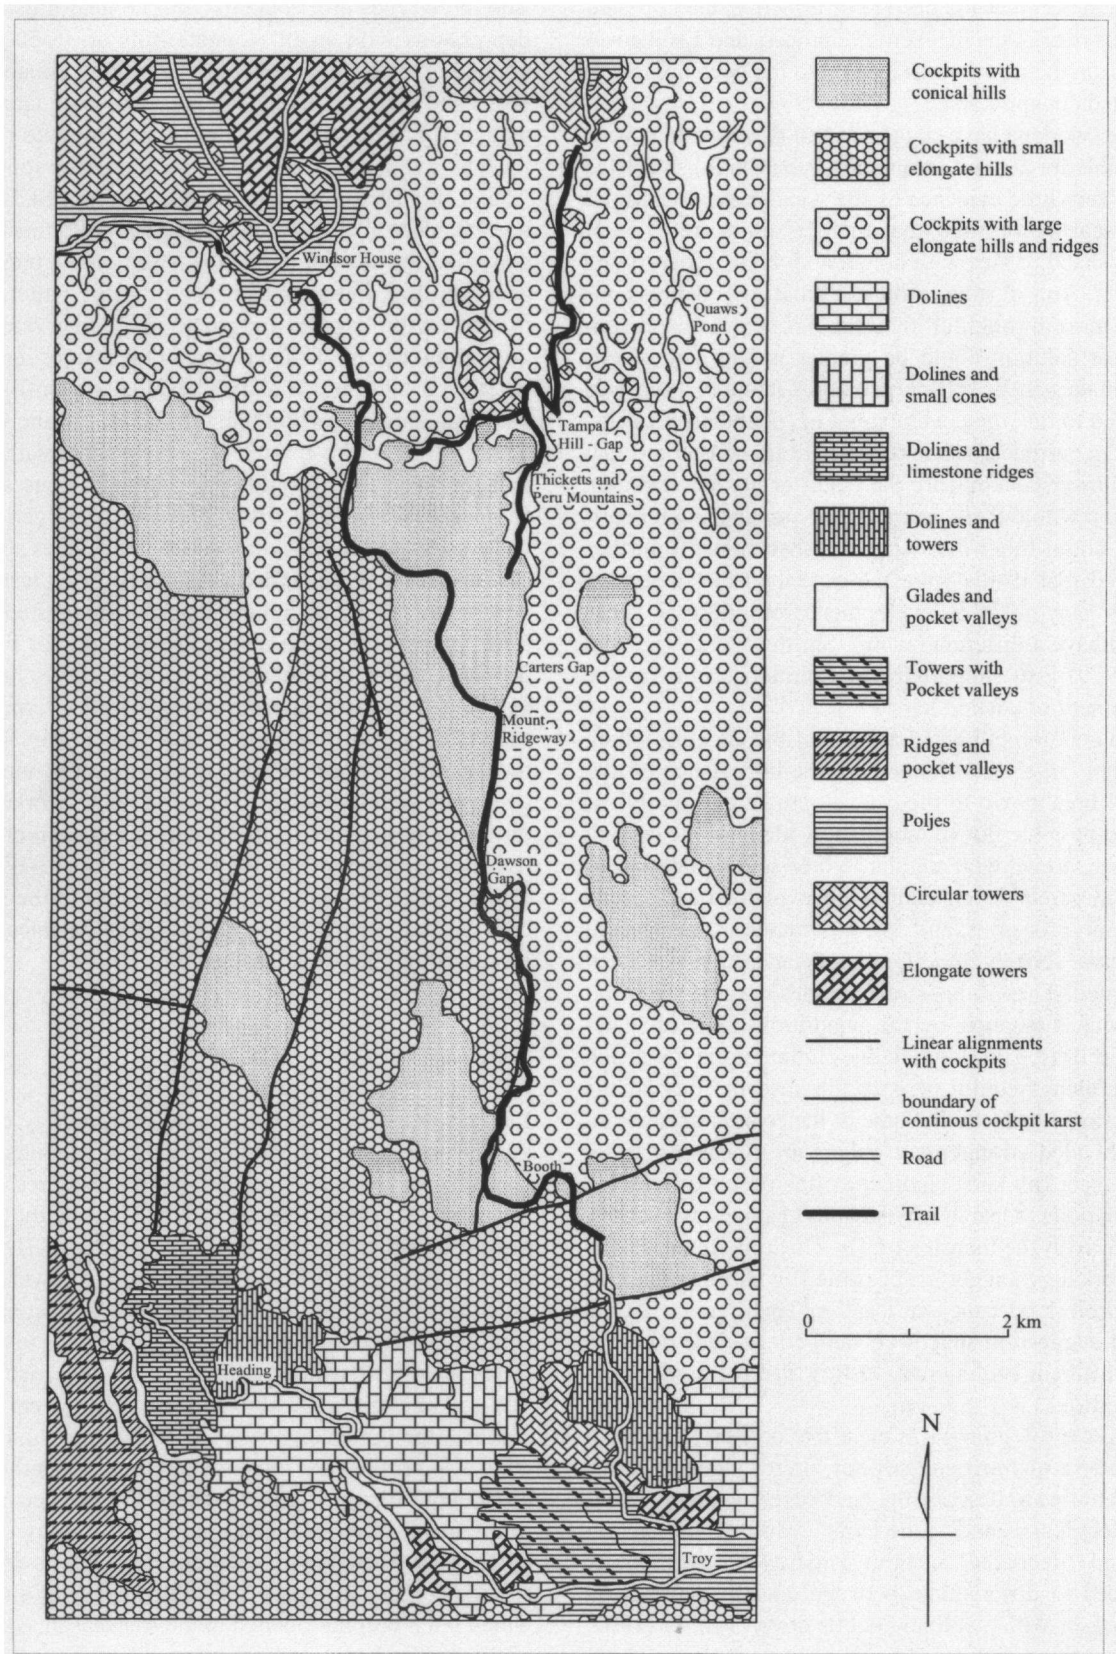 Windsor House
Quaws
Pond
Tampa
Hill - Gap
Thicketts and
Peru Mountains
Carters Gap
Mount
Ridgeway
Dawson
Gap
Booth
Heading
Troy
Cockpits with
conical hills
Cockpits with small
elongate hills
Cockpits with large
elongate hills and ridges
Dolines
Dolines and
small cones
Dolines and
limestone ridges
Dolines and
towers
Glades and
pocket valleys
Towers with
Pocket valleys
Ridges and
pocket valleys
Poljes
Circular towers
Elongate towers
Linear alignments
with cockpits
boundary of
continous cockpit karst
Road
Trail
0 2 km
N